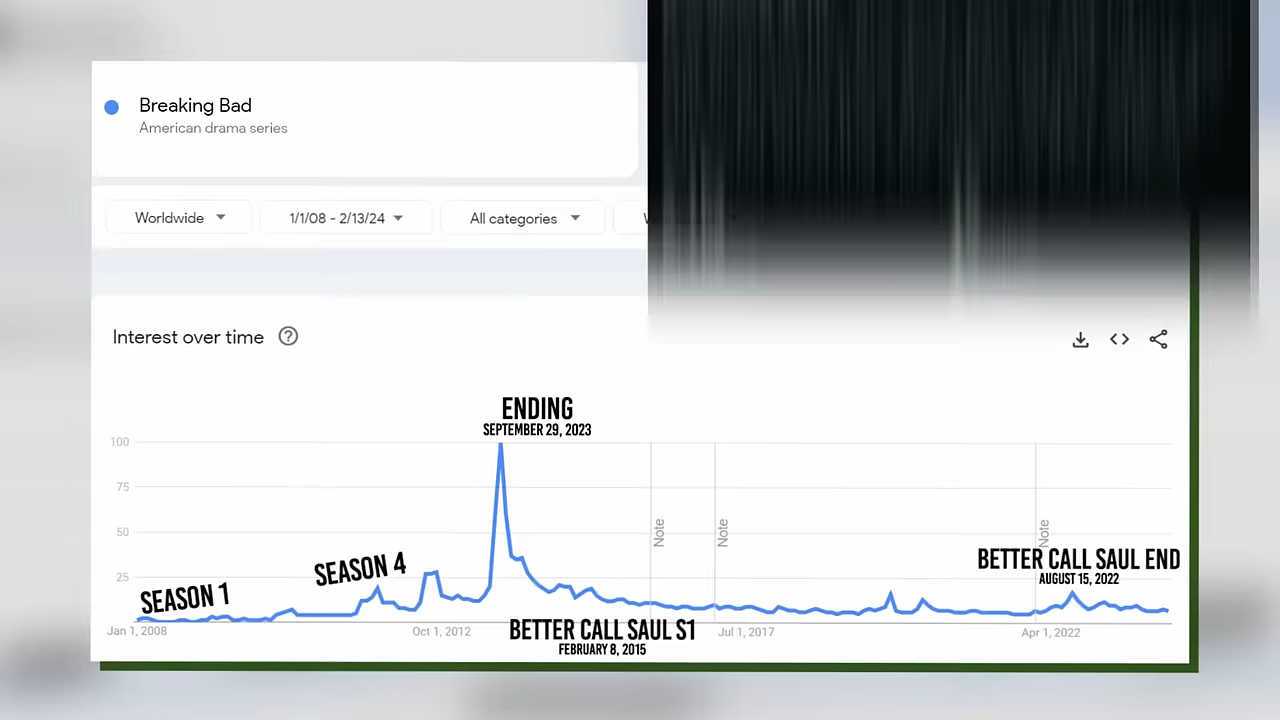 Breaking Bad
American drama series
Worldwide
1/1/08 - 2/13/24
All categories
Interest over time
ENDING
SEPTEMBER 29, 2023
100
75
50
25
Note
Note
Note
SEASON 1
SEASON 4
BETTER CALL SAUL END
AUGUST 15, 2022
Jan 1, 2008
Oct 1, 2012
BETTER CALL SAUL S1
FEBRUARY 8, 2015
Jul 1, 2017
Apr 1, 2022